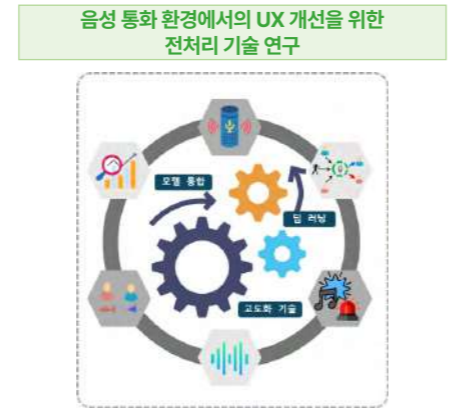 음성 통화 환경에서의 UX 개선을 위한
전처리 기술 연구
모델 통합
딥 러닝
고도화 기술